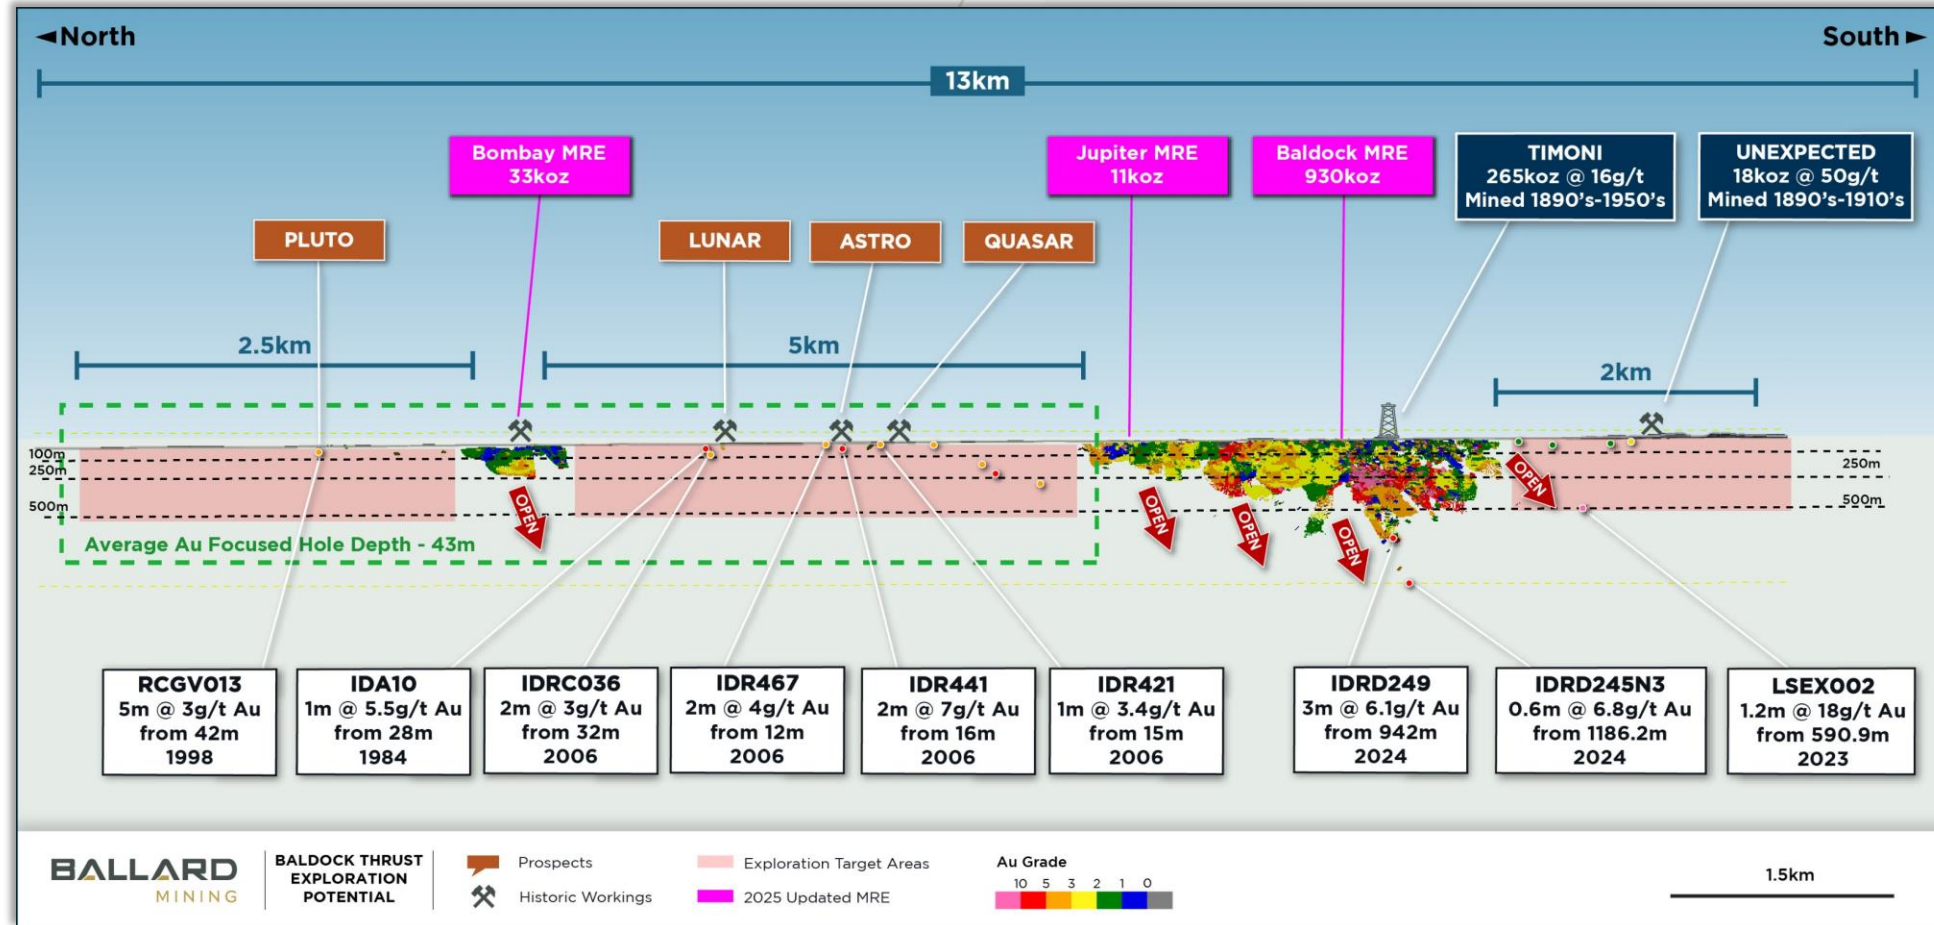 ◄North
South►
13km
Bombay MRE
33koz
Jupiter MRE
11koz
Baldock MRE
930koz
TIMONI
265koz @ 16g/t
Mined 1890's-1950's
UNEXPECTED
18koz @ 50g/t
Mined 1890's-1910's
PLUTO
LUNAR
ASTRO
QUASAR
2.5km
5km
2km
100m
250m
500m
250m
500m
OPEN
OPEN
OPEN
OPEN
OPEN
Average Au Focused Hole Depth - 43m
RCGV013
5m @ 3g/t Au
from 42m
1998
IDA10
1m @ 5.5g/t Au
from 28m
1984
IDRC036
2m @ 3g/t Au
from 32m
2006
IDR467
2m @ 4g/t Au
from 12m
2006
IDR441
2m @ 7g/t Au
from 16m
2006
IDR421
1m @ 3.4g/t Au
from 15m
2006
IDRD249
3m @ 6.1g/t Au
from 942m
2024
IDRD245N3
0.6m @ 6.8g/t Au
from 1186.2m
2024
LSEX002
1.2m @ 18g/t Au
from 590.9m
2023
BALLARD
MINING
BALDOCK THRUST
EXPLORATION
POTENTIAL
Prospects
Historic Workings
Exploration Target Areas
2025 Updated MRE
Au Grade
10 5 3 2 1 0
1.5km